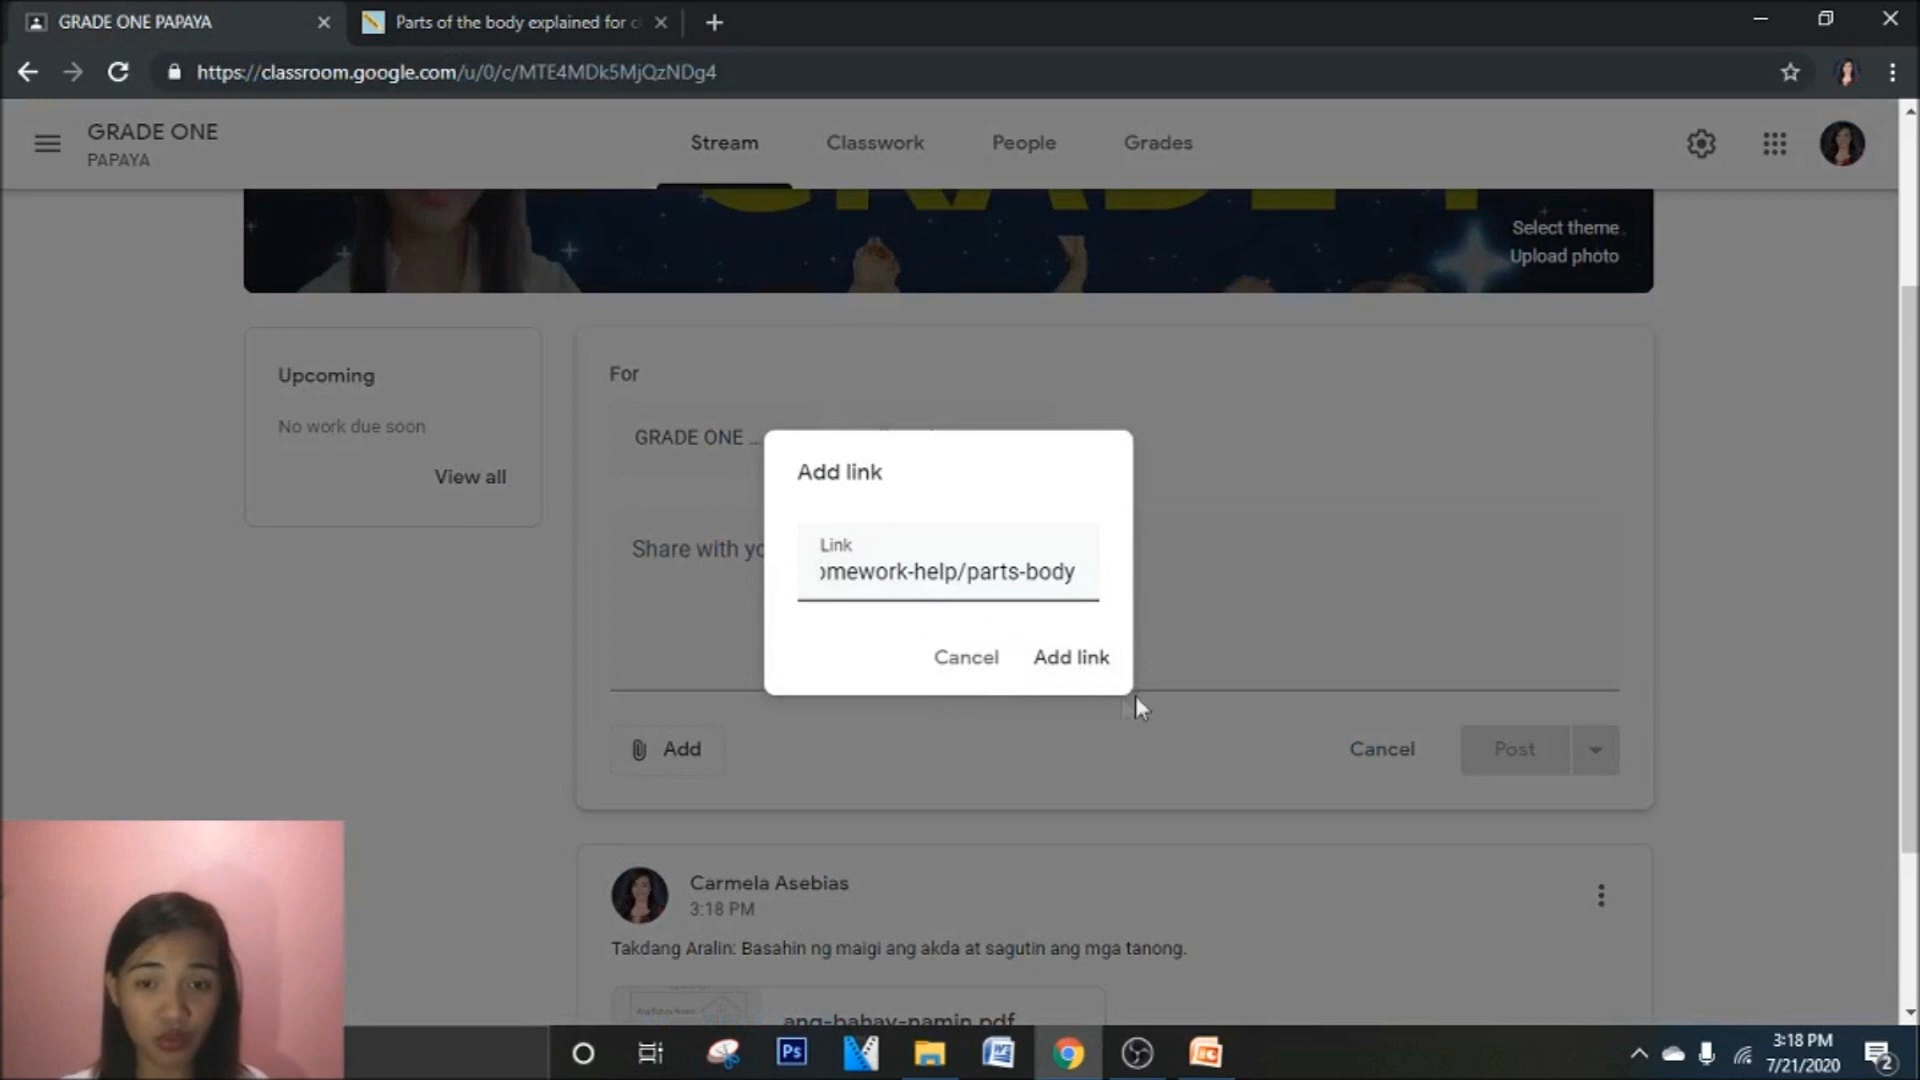 GRADE ONE PAPAYA
Parts of the body explained for c
https://classroom.google.com/u/0/c/MTE4MDk5MjQzNDg4
GRADE ONE
PAPAYA
Stream
Classwork
People
Grades
Select theme
Upload photo
Upcoming
No work due soon
View all
For
GRADE ONE ...
Share with yo
Add link
Link
omework-help/parts-body
Cancel
Add link
Add
Cancel
Post
Carmela Asebias
3:18 PM
Takdang Aralin: Basahin ng maigi ang akda at sagutin ang mga tanong.
ang-bahay-namin.pdf
Ps
3:18 PM
7/21/2020
2